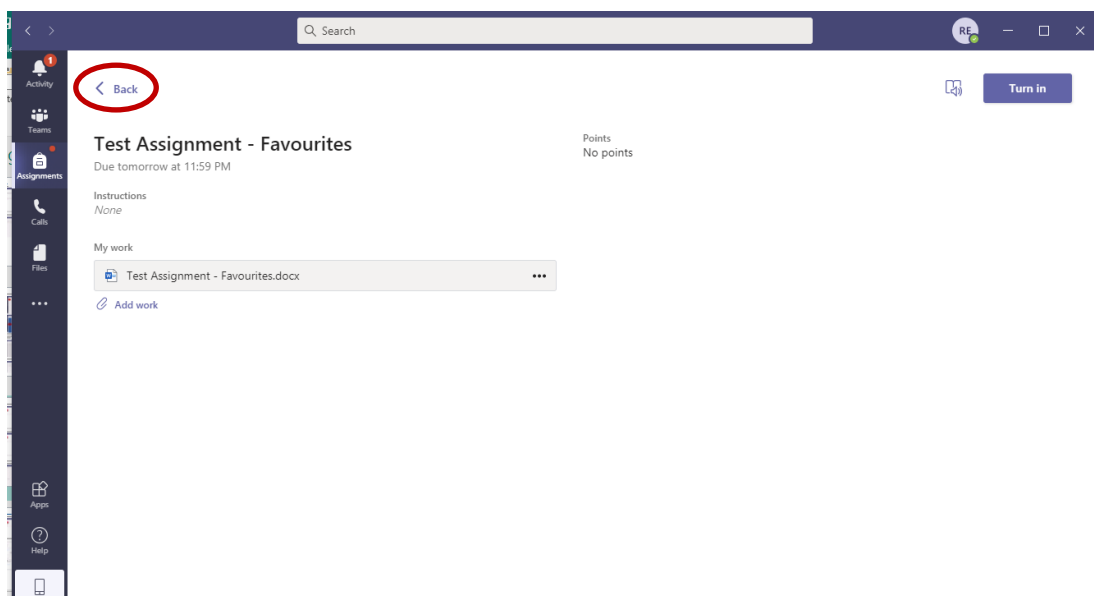 Search
RE
1
Activity
Teams
Assignments
Calls
Files
Apps
Help
Back
Turn in
Test Assignment - Favourites
Due tomorrow at 11:59 PM
Points
No points
Instructions
None
My work
Test Assignment - Favourites.docx
Add work